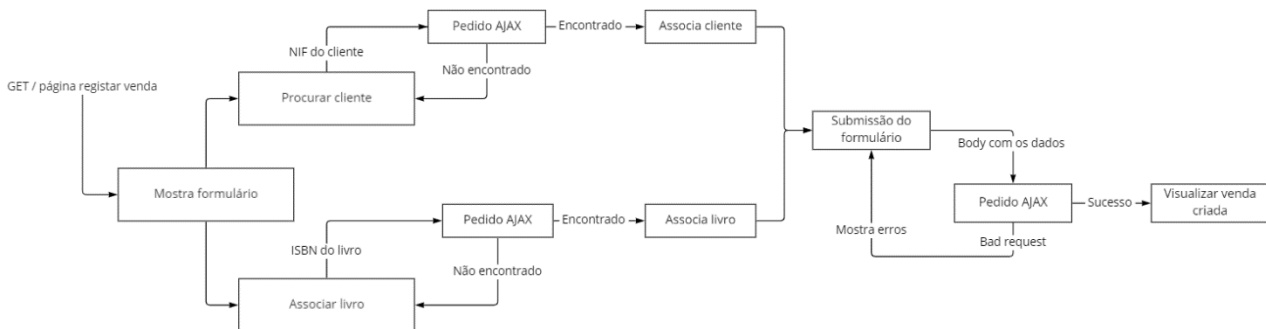 GET / página registar venda
Mostra formulário
NIF do cliente
Procurar cliente
Pedido AJAX
Encontrado
Não encontrado
Associa cliente
ISBN do livro
Associar livro
Pedido AJAX
Encontrado
Não encontrado
Associa livro
Submissão do
formulário
Body com os dados
Pedido AJAX
Mostra erros
Bad request
Sucesso
Visualizar venda
criada